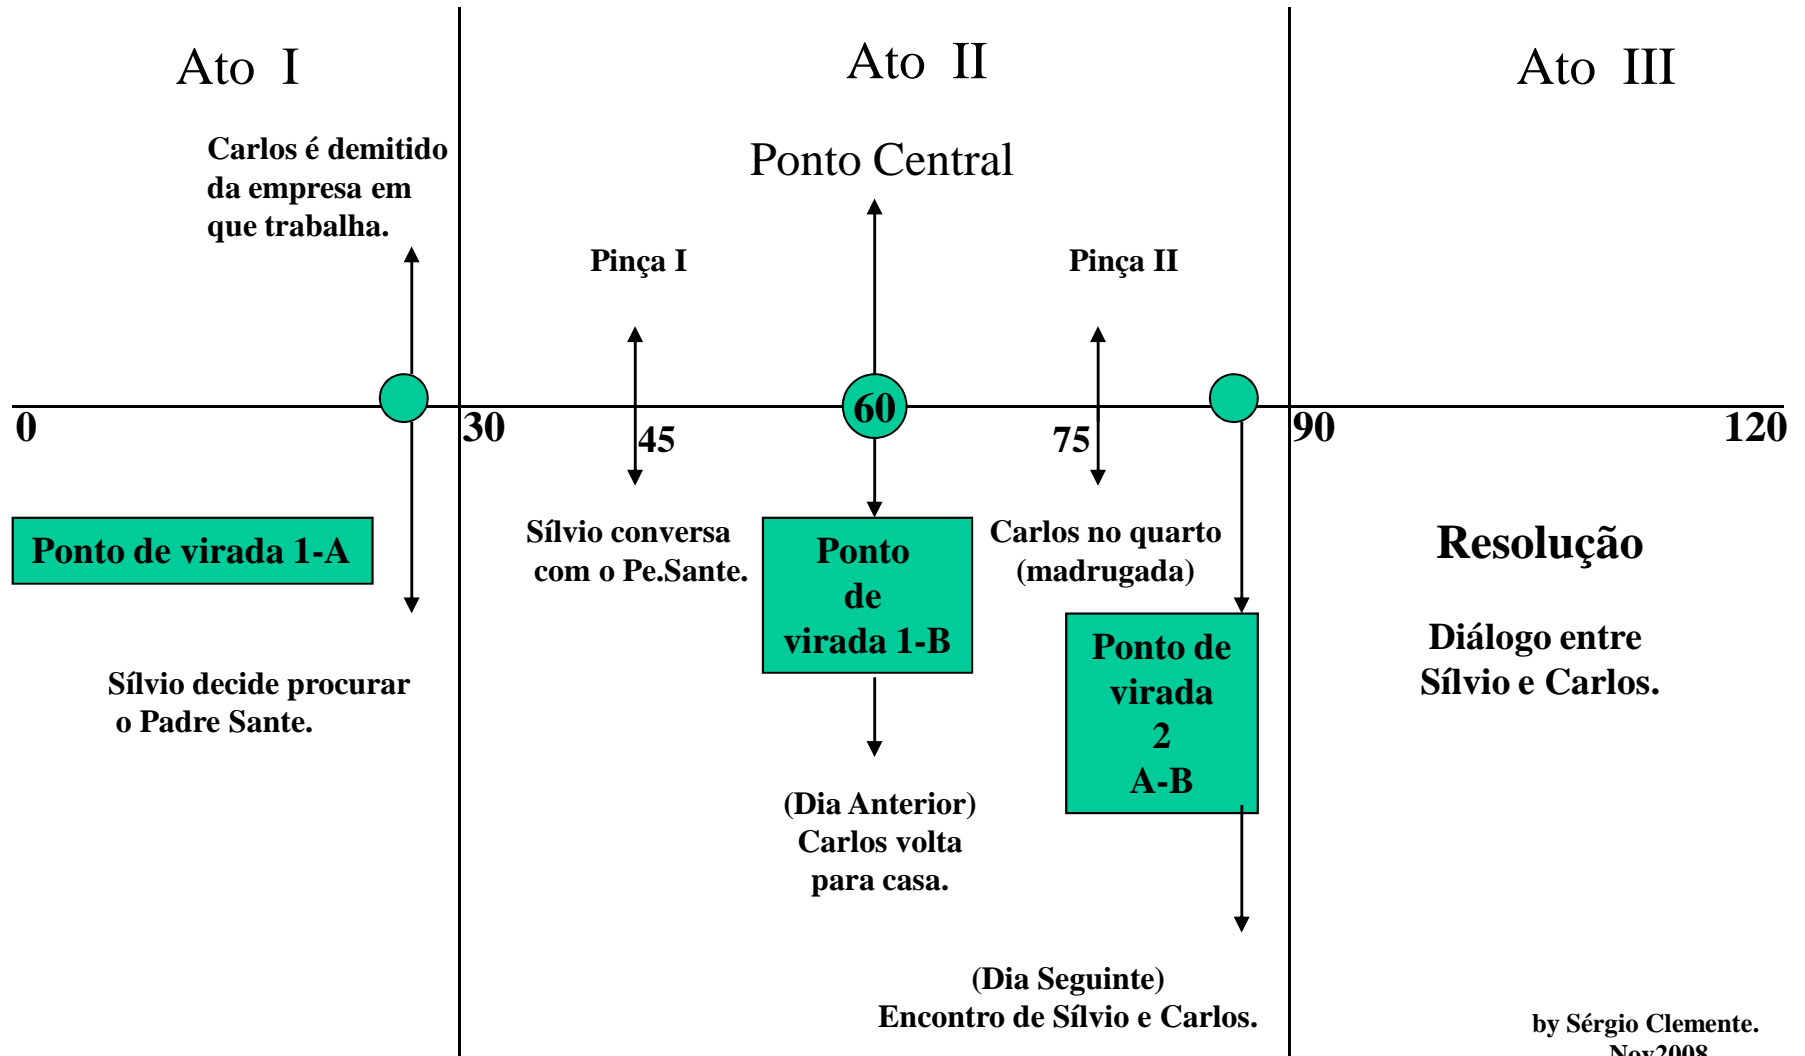 Ato I
Ato II
Ato III
Carlos é demitido
da empresa em
que trabalha.
Ponto Central
Pinça I
Pinça II
60
0
30
45
75
90
120
Ponto de virada 1-A
Sílvio decide procurar
o Padre Sante.
Sílvio conversa
com o Pe.Sante.
Ponto
de
virada 1-B
(Dia Anterior)
Carlos volta
para casa.
Carlos no quarto
(madrugada)
Ponto de
virada
2
A-B
(Dia Seguinte)
Encontro de Sílvio e Carlos.
Resolução
Diálogo entre
Sílvio e Carlos.
by Sérgio Clemente.
Nov2008